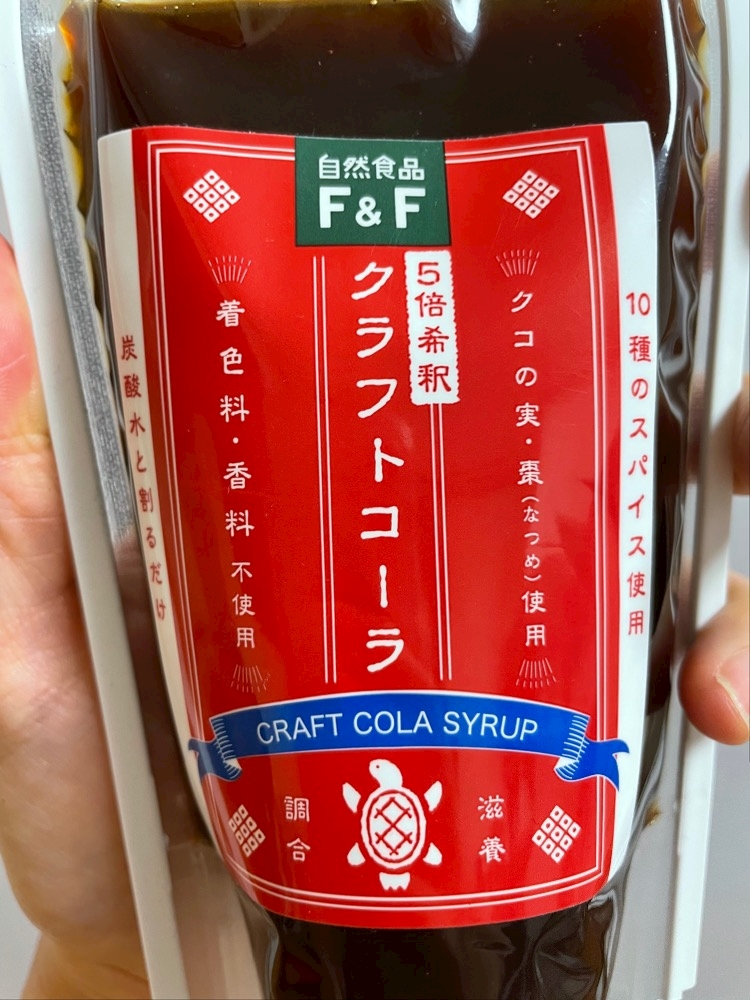 自然食品
F&F
10種のスパイス使用
クコの実・棗(なつめ)使用
5倍希釈
クラフトコーラ
着色料・香料 不使用
炭酸水と割るだけ
CRAFT COLA SYRUP
滋養
調合